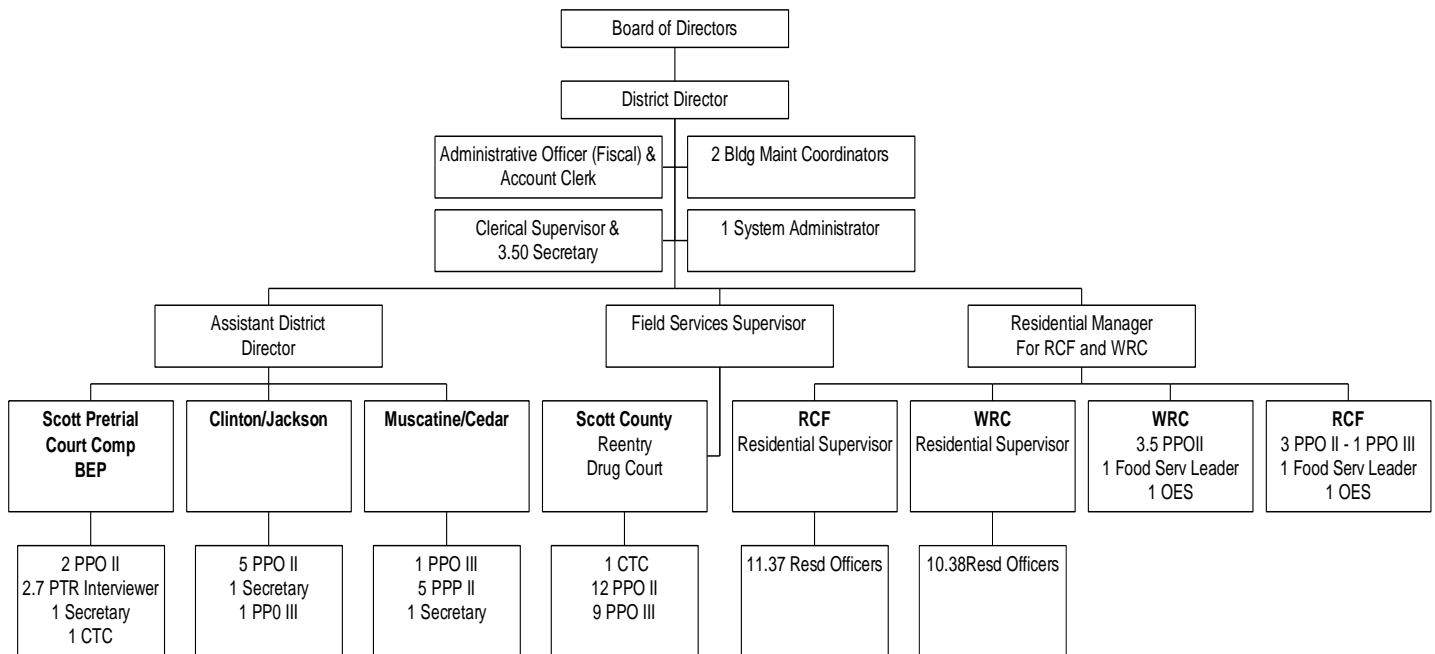 Board of Directors
District Director
Administrative Officer (Fiscal) &
Account Clerk
2 Bldg Maint Coordinators
Clerical Supervisor &
3.50 Secretary
1 System Administrator
Assistant District
Director
Field Services Supervisor
Residential Manager
For RCF and WRC
Scott Pretrial
Court Comp
BEP
Clinton/Jackson
Muscatine/Cedar
Scott County
Reentry
Drug Court
RCF
Residential Supervisor
WRC
Residential Supervisor
WRC
3.5 PPOII
1 Food Serv Leader
1 OES
RCF
3 PPO II - 1 PPO III
1 Food Serv Leader
1 OES
2 PPO II
2.7 PTR Interviewer
1 Secretary
1 CTC
5 PPO II
1 Secretary
1 PP0 III
1 PPO III
5 PPP II
1 Secretary
1 CTC
12 PPO II
9 PPO III
11.37 Resd Officers
10.38Resd Officers